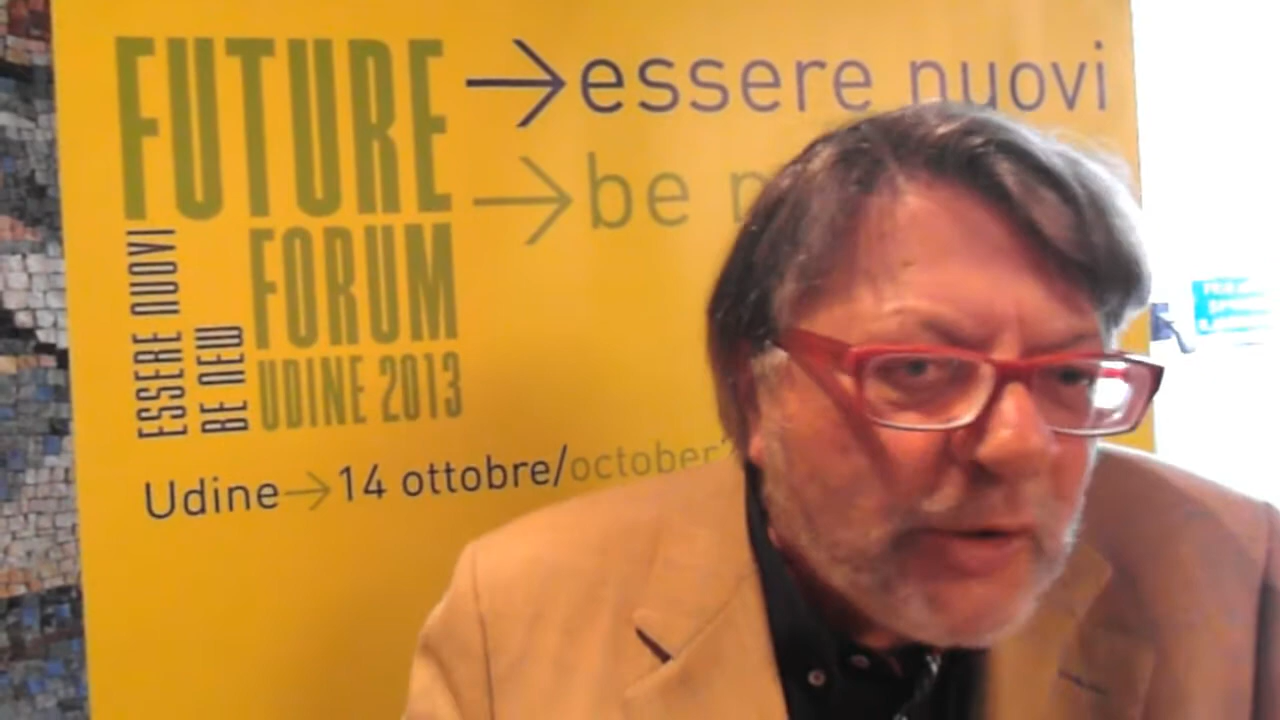 FUTURE
FORUM
UDINE 2013
ESSERE NUOVI
BE NEW
→essere nuovi
→be
Udine→14 ottobre/october